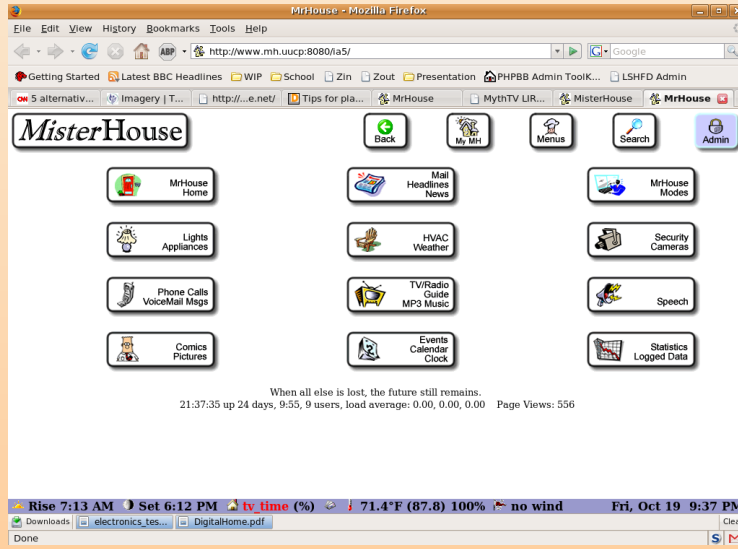 MrHouse - Mozilla Firefox
File Edit View History Bookmarks Tools Help
ABP http://www.mh.uucp:8080/ia5/ G Google
Getting Started Latest BBC Headlines WIP School Zin Zout Presentation PHPBB Admin ToolK... LSHFD Admin
5 alternativ... Imagery | T... http://...e.net/ Tips for pla... MrHouse MythTV LIR... MisterHouse MrHouse
MisterHouse Back My MH Menus Search Admin
MrHouse
Home
Mail
Headlines
News
MrHouse
Modes
Lights
Appliances
HVAC
Weather
Security
Cameras
Phone Calls
VoiceMail Msgs
TV/Radio
Guide
MP3 Music
Speech
Comics
Pictures
Events
Calendar
Clock
Statistics
Logged Data
When all else is lost, the future still remains.
21:37:35 up 24 days, 9:55, 9 users, load average: 0.00, 0.00, 0.00 Page Views: 556
Rise 7:13 AM Set 6:12 PM tv_time (%) 71.4°F (87.8) 100% no wind Fri, Oct 19 9:37 PM
Downloads electronics_tes... DigitalHome.pdf
Done